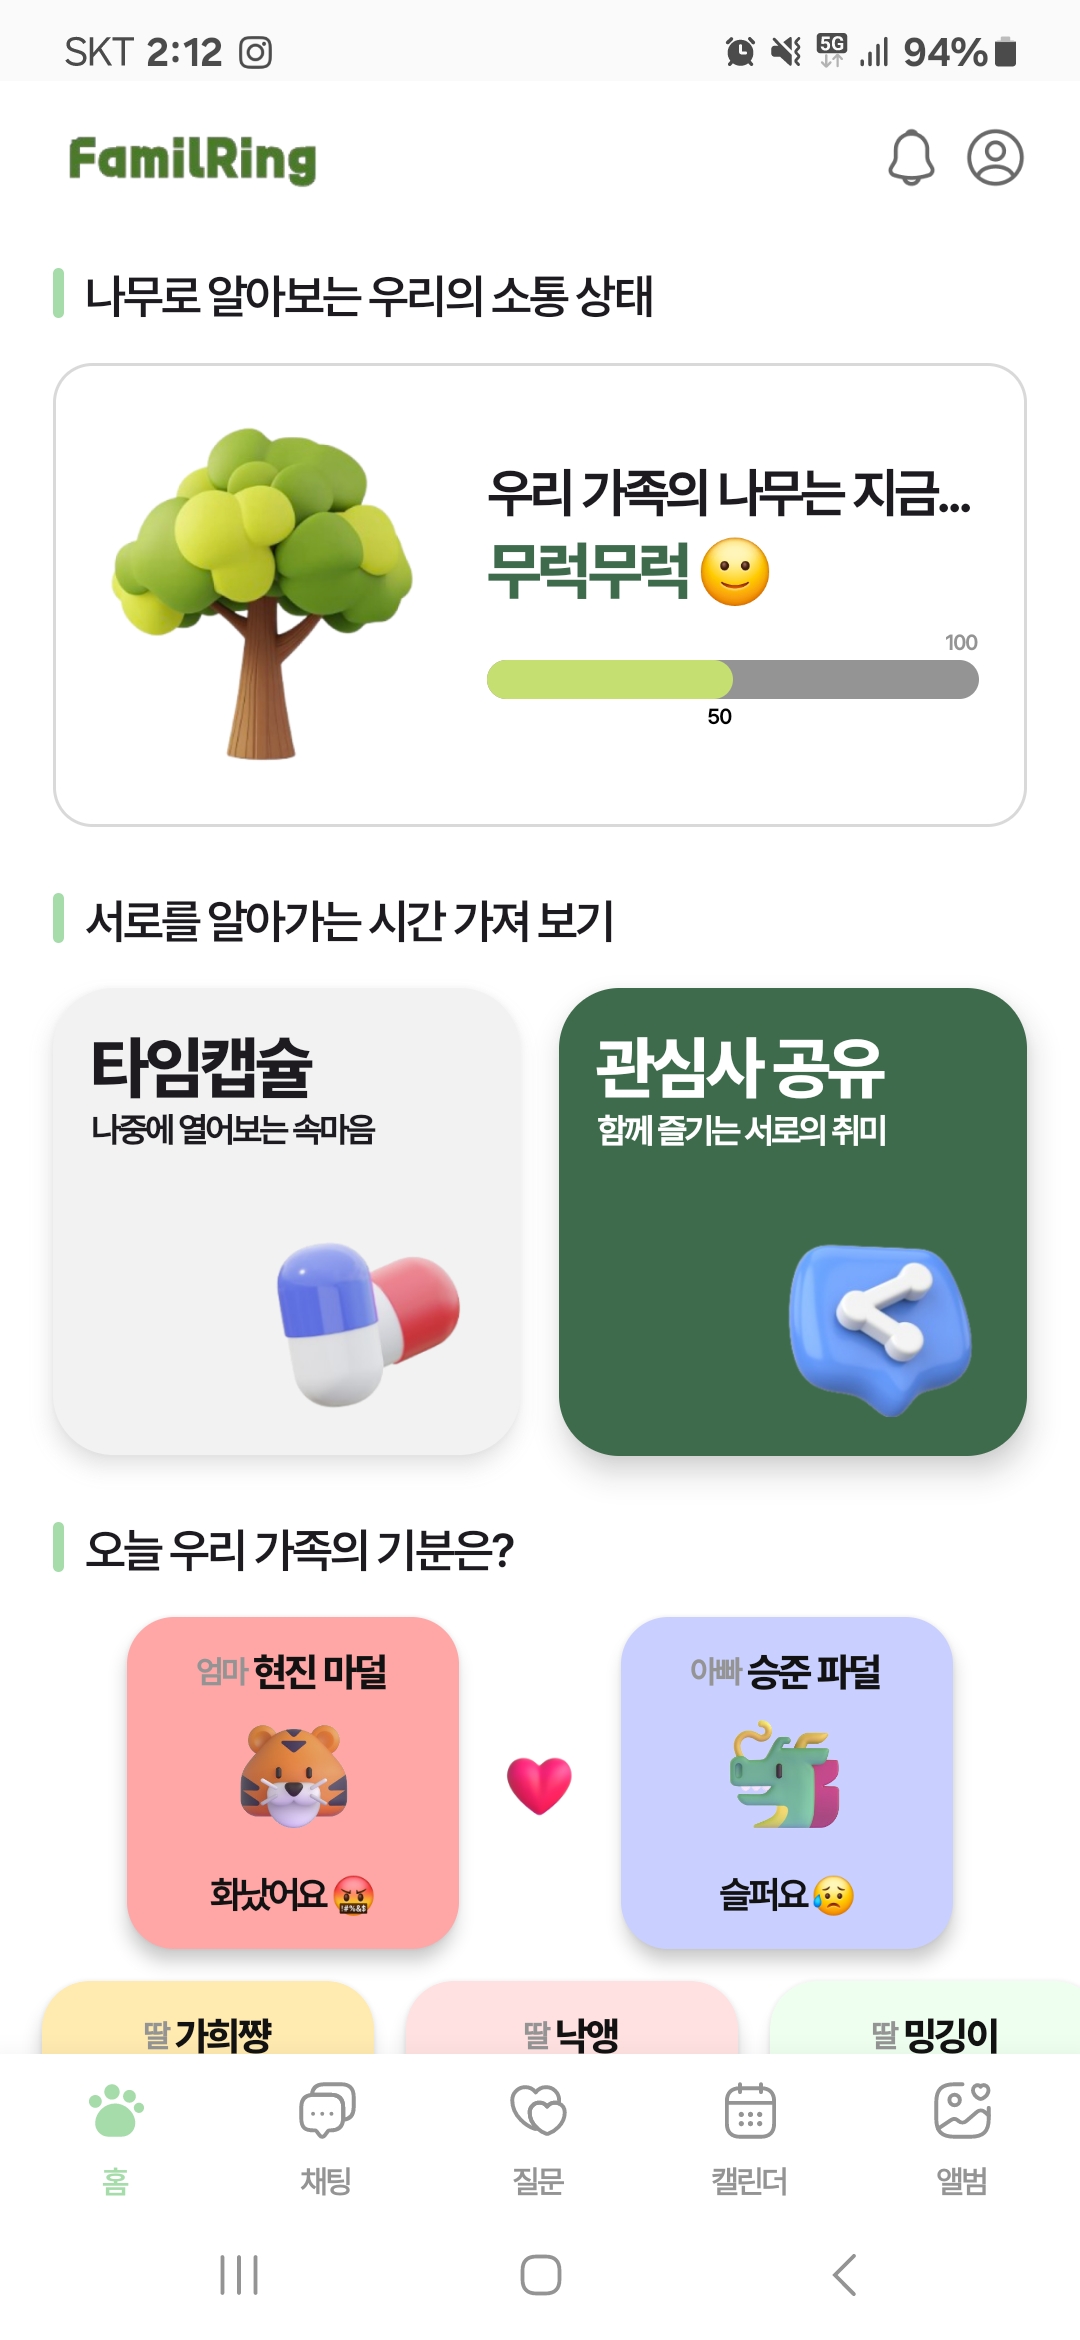 SKT 2:12 5G 94%
FamilRing
나무로 알아보는 우리의 소통 상태
우리 가족의 나무는 지금...
무럭무럭
100
50
서로를 알아가는 시간 가져 보기
타임캡슐
나중에 열어보는 속마음
관심사 공유
함께 즐기는 서로의 취미
오늘 우리 가족의 기분은?
엄마 현진 마덜
화났어요
아빠 승준 파덜
슬퍼요
딸 가희쨩
딸 낙앵
딸 밍깅이
홈
채팅
질문
캘린더
앨범